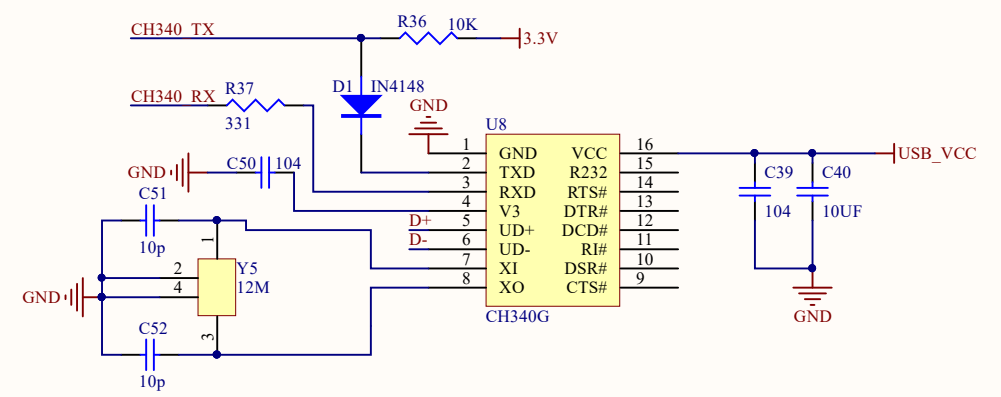 CH340_TX
R36
10K
3.3V
CH340_RX
R37
331
D1
IN4148
GND
U8
GND
C50
104
1
GND
VCC
16
2
TXD
R232
15
3
RXD
RTS#
14
4
V3
DTR#
13
D+
5
UD+
DCD#
12
D-
6
UD-
RI#
11
7
XI
DSR#
10
8
XO
CTS#
9
CH340G
USB_VCC
C39
104
C40
10UF
GND
C51
10p
1
2
4
Y5
12M
GND
3
C52
10p